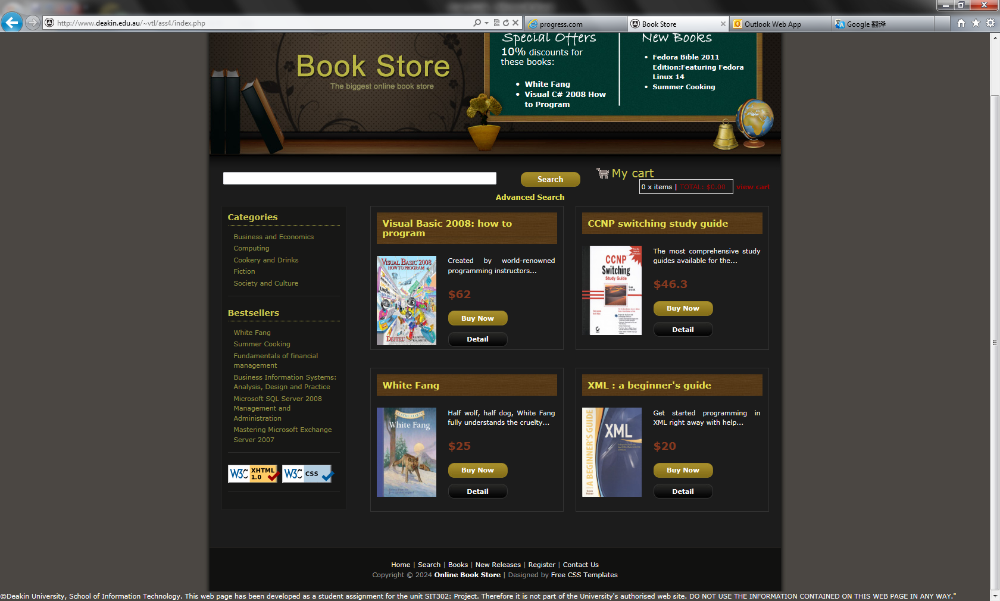 http://www.deakin.edu.au/~vtl/ass4/index.php
progress.com
Book Store
Outlook Web App
Google 翻译
Book Store
The biggest online book store
Special Offers
10% discounts for
these books:
• White Fang
• Visual C# 2008 How
to Program
New Books
• Fedora Bible 2011
Edition:Featuring Fedora
Linux 14
• Summer Cooking
Search
My cart
0 x items | TOTAL: $0.00
view cart
Advanced Search
Categories
Business and Economics
Computing
Cookery and Drinks
Fiction
Society and Culture
Bestsellers
White Fang
Summer Cooking
Fundamentals of financial
management
Business Information Systems:
Analysis, Design and Practice
Microsoft SQL Server 2008
Management and
Administration
Mastering Microsoft Exchange
Server 2007
W3C XHTML 1.0
W3C CSS
Visual Basic 2008: how to
program
VISUAL BASIC 2008
HOW TO PROGRAM
DEITEL
Created by world-renowned
programming instructors...
$62
Buy Now
Detail
CCNP switching study guide
CCNP
Switching
Study Guide
The most comprehensive study
guides available for the...
$46.3
Buy Now
Detail
White Fang
CLASSIC STARTS
White Fang
Half wolf, half dog, White Fang
fully understands the cruelty...
$25
Buy Now
Detail
XML : a beginner's guide
A BEGINNER'S GUIDE
XML
Get started programming in
XML right away with help...
$20
Buy Now
Detail
Home | Search | Books | New Releases | Register | Contact Us
Copyright © 2024 Online Book Store | Designed by Free CSS Templates
©Deakin University, School of Information Technology. This web page has been developed as a student assignment for the unit SIT302: Project. Therefore it is not part of the University's authorised web site. DO NOT USE THE INFORMATION CONTAINED ON THIS WEB PAGE IN ANY WAY."